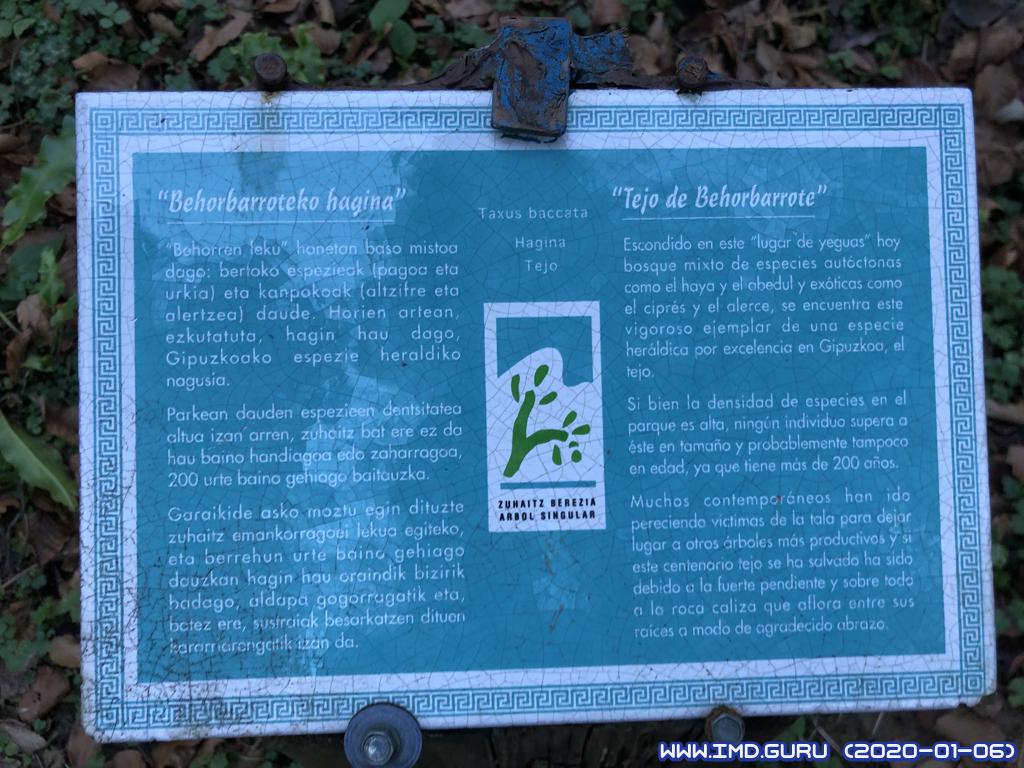 “Behorbarroteko hagina”
“Behorren leku” honetan baso mistoa
dago: bertoko espezieak (pagoa eta
urkia) eta kanpokoak (altzifre eta
alertzea) daude. Horien artean,
ezkutatuta, hagin hau dago,
Gipuzkoako espezie heraldiko
nagusia.
Parkean dauden espezieen dentsitatea
altua izan arren, zuhaitz bat ere ez da
hau baino handiagoa edo zaharragoa,
200 urte baino gehiago baitauzka.
Garaikide asko moztu egin dituzte
zuhaitz emankorragoei lekua egiteko,
eta berrehun urte baino gehiago
dauzkan hagin hau oraindik bizirik
badago, aldapa gogorragatik eta,
batez ere, sustraiak besarkatzen dituen
kararriarengatik izan da.
Taxus baccata
Hagina
Tejo
ZUHAITZ BEREZIA
ARBOL SINGULAR
“Tejo de Behorbarrote”
Escondido en este “lugar de yeguas” hoy
bosque mixto de especies autóctonas
como el haya y el abedul y exóticas como
el ciprés y el alerce, se encuentra este
vigoroso ejemplar de una especie
heráldica por excelencia en Gipuzkoa, el
tejo.
Si bien la densidad de especies en el
parque es alta, ningún individuo supera a
éste en tamaño y probablemente tampoco
en edad, ya que tiene más de 200 años.
Muchos contemporáneos han ido
pereciendo víctimas de la tala para dejar
lugar a otros árboles más productivos y si
este centenario tejo se ha salvado ha sido
debido a la fuerte pendiente y sobre todo
a la roca caliza que aflora entre sus
raíces a modo de agradecido abrazo.
WWW.IMD.GURU (2020-01-06)